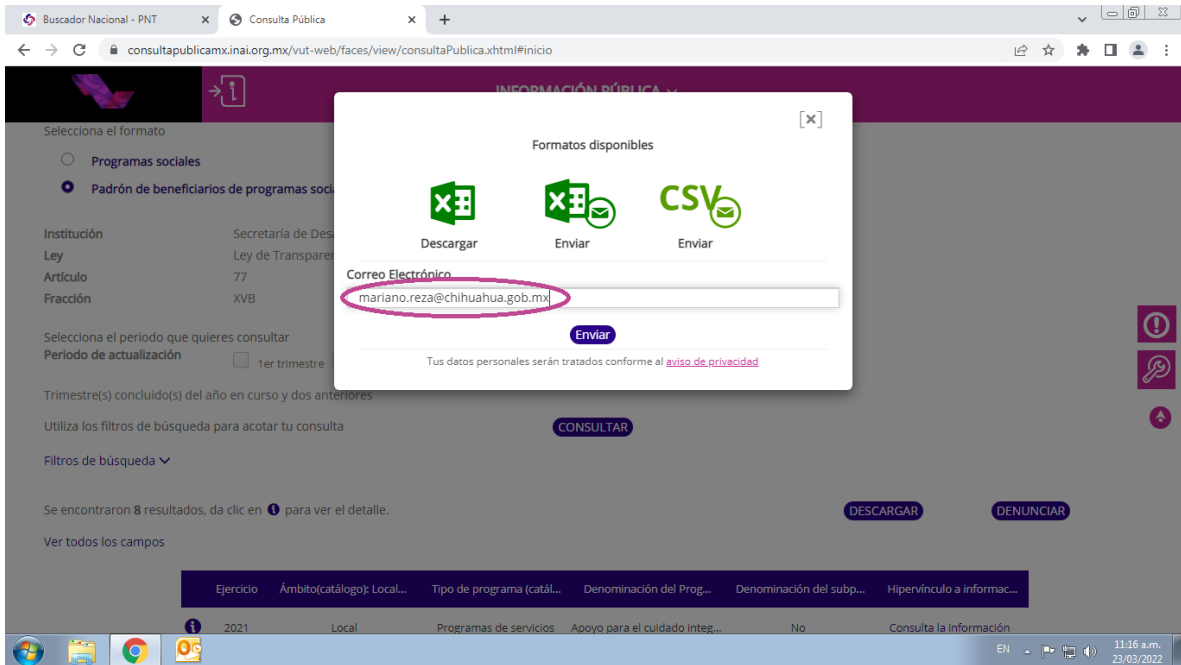 Buscador Nacional - PNT
Consulta Pública
consultapublicamx.inai.org.mx/vut-web/faces/view/consultaPublica.xhtml#inicio
INFORMACIÓN PÚBLICA
Selecciona el formato
Programas sociales
Padrón de beneficiarios de programas soci
Institución Secretaría de Des
Ley Ley de Transparen
Artículo 77
Fracción XVB
Selecciona el periodo que quieres consultar
Periodo de actualización 1er trimestre
Trimestre(s) concluido(s) del año en curso y dos anteriores
Utiliza los filtros de búsqueda para acotar tu consulta CONSULTAR
Filtros de búsqueda
Formatos disponibles
CSV
Descargar Enviar Enviar
Correo Electrónico
mariano.reza@chihuahua.gob.mx
Enviar
Tus datos personales serán tratados conforme al aviso de privacidad
Se encontraron 8 resultados, da clic en i para ver el detalle. DESCARGAR DENUNCIAR
Ver todos los campos
Ejercicio Ámbito(catálogo): Local... Tipo de programa (catál... Denominación del Prog... Denominación del subp... Hipervínculo a informac...
2021 Local Programas de servicios Apoyo para el cuidado integ... No Consulta la información
EN 11:16 a.m.
23/03/2022